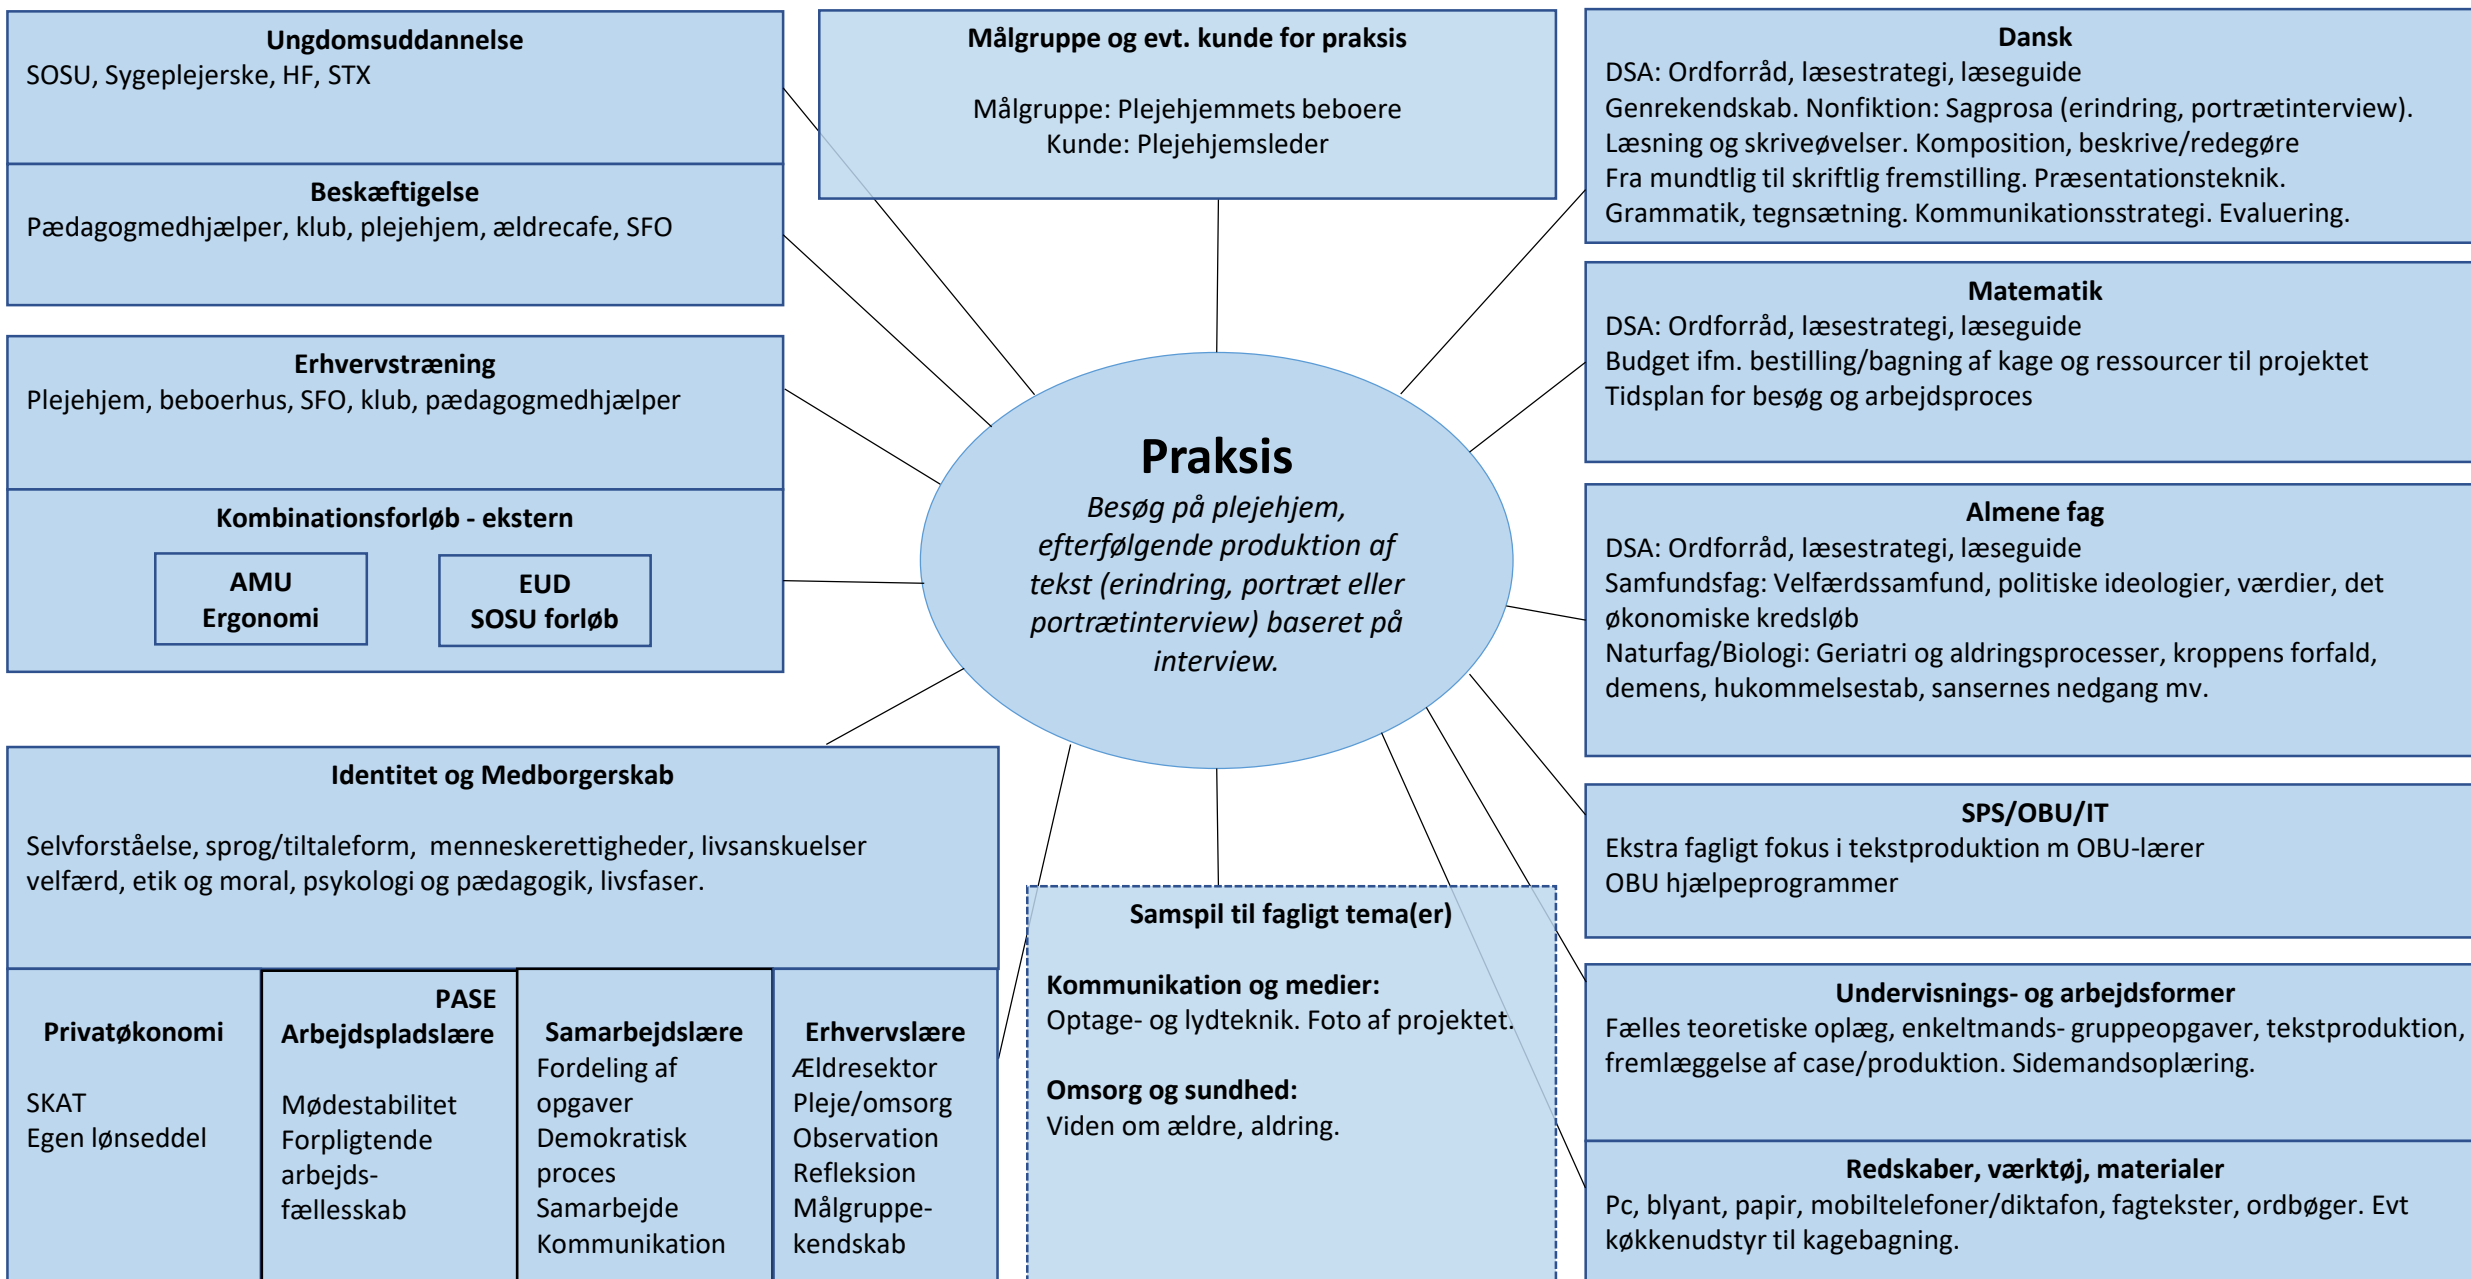 Ungdomsuddannelse
SOSU, Sygeplejerske, HF, STX
Beskæftigelse
Pædagogmedhjælper, klub, plejehjem, ældrecafe, SFO
Erhvervstræning
Plejehjem, beboerhus, SFO, klub, pædagogmedhjælper
Kombinationsforløb - ekstern
AMU
Ergonomi
EUD
SOSU forløb
Målgruppe og evt. kunde for praksis
Målgruppe: Plejehjemmets beboere
Kunde: Plejehjemsleder
Praksis
Besøg på plejehjem,
efterfølgende produktion af
tekst (erindring, portræt eller
portrætinterview) baseret på
interview.
Dansk
DSA: Ordforråd, læsestrategi, læseguide
Genrekendskab. Nonfiktion: Sagprosa (erindring, portrætinterview).
Læsning og skriveøvelser. Komposition, beskrive/redegøre
Fra mundtlig til skriftlig fremstilling. Præsentationsteknik.
Grammatik, tegnsætning. Kommunikationsstrategi. Evaluering.
Matematik
DSA: Ordforråd, læsestrategi, læseguide
Budget ifm. bestilling/bagning af kage og ressourcer til projektet
Tidsplan for besøg og arbejdsproces
Almene fag
DSA: Ordforråd, læsestrategi, læseguide
Samfundsfag: Velfærdssamfund, politiske ideologier, værdier, det
økonomiske kredsløb
Naturfag/Biologi: Geriatri og aldringsprocesser, kroppens forfald,
demens, hukommelsestab, sansernes nedgang mv.
SPS/OBU/IT
Ekstra fagligt fokus i tekstproduktion m OBU-lærer
OBU hjælpeprogrammer
Undervisnings- og arbejdsformer
Fælles teoretiske oplæg, enkeltmands- gruppeopgaver, tekstproduktion,
fremlæggelse af case/produktion. Sidemandsoplæring.
Redskaber, værktøj, materialer
Pc, blyant, papir, mobiltelefoner/diktafon, fagtekster, ordbøger. Evt
køkkenudstyr til kagebagning.
Identitet og Medborgerskab
Selvforståelse, sprog/tiltaleform, menneskerettigheder, livsanskuelser
velfærd, etik og moral, psykologi og pædagogik, livsfaser.
Privatøkonomi
SKAT
Egen lønseddel
PASE
Arbejdspladslære
Mødestabilitet
Forpligtende
arbejds-
fællesskab
Samarbejdslære
Fordeling af
opgaver
Demokratisk
proces
Samarbejde
Kommunikation
Erhvervslære
Ældresektor
Pleje/omsorg
Observation
Refleksion
Målgruppe-
kendskab
Samspil til fagligt tema(er)
Kommunikation og medier:
Optage- og lydteknik. Foto af projektet.
Omsorg og sundhed:
Viden om ældre, aldring.